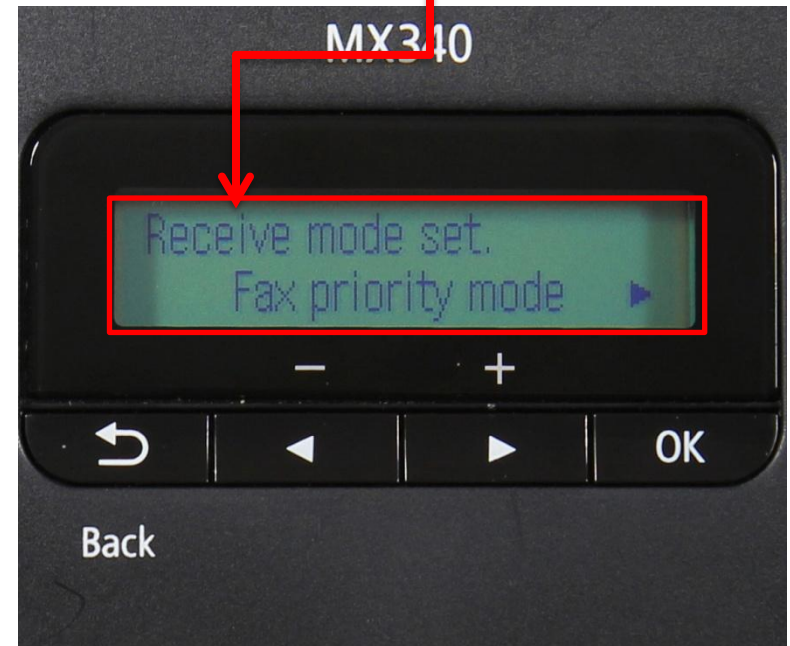 MX340
Receive mode set.
Fax priority mode
− +
OK
Back